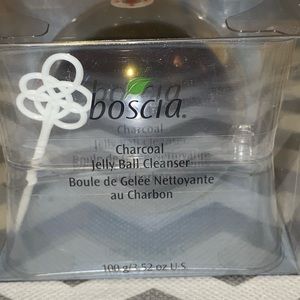 boscia®
Charcoal
Jelly Ball Cleanser
Boule de Gelée Nettoyante
au Charbon
100 g/3.52 oz U.S.